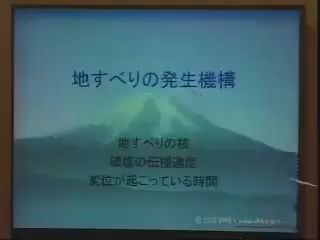 地すべりの発生機構
地すべりの核
破壊の伝播速度
変位が起こっている時間